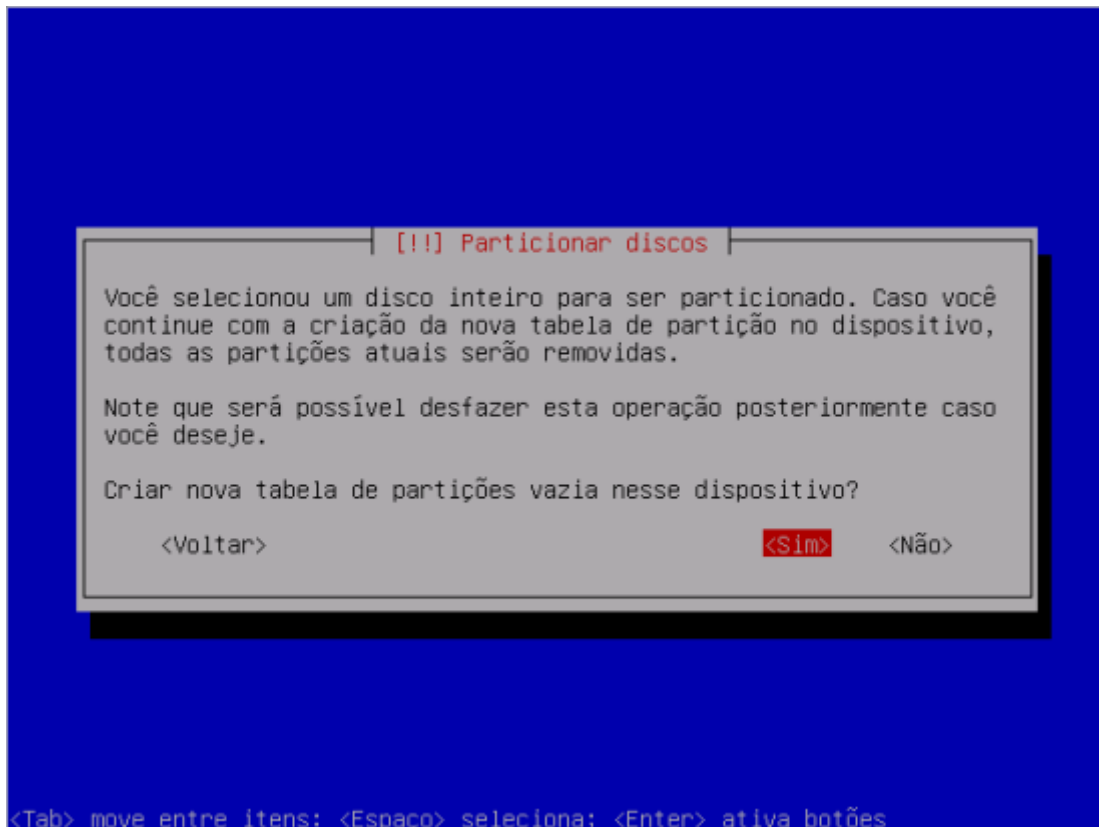 [!!] Particionar discos
Você selecionou um disco inteiro para ser particionado. Caso você
continue com a criação da nova tabela de partição no dispositivo,
todas as partições atuais serão removidas.
Note que será possível desfazer esta operação posteriormente caso
você deseje.
Criar nova tabela de partições vazia nesse dispositivo?
<Voltar> <Sim> <Não>
<Tab> move entre itens; <Espaço> seleciona; <Enter> ativa botões